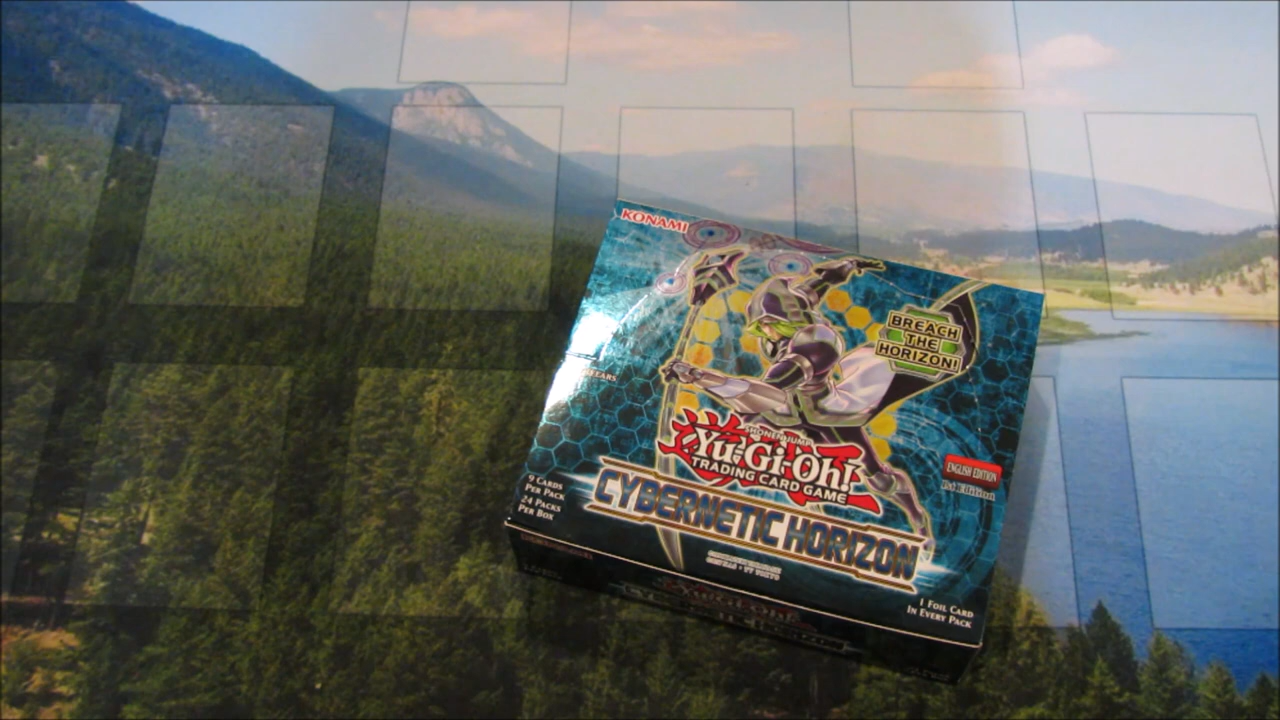 KONAMI
BREACH
THE
HORIZON!
SHONEN JUMP
Yu-Gi-Oh!
TRADING CARD GAME
CYBERNETIC HORIZON
ENGLISH EDITION
1st Edition
9 CARDS
PER PACK
24 PACKS
PER BOX
1 FOIL CARD
IN EVERY PACK